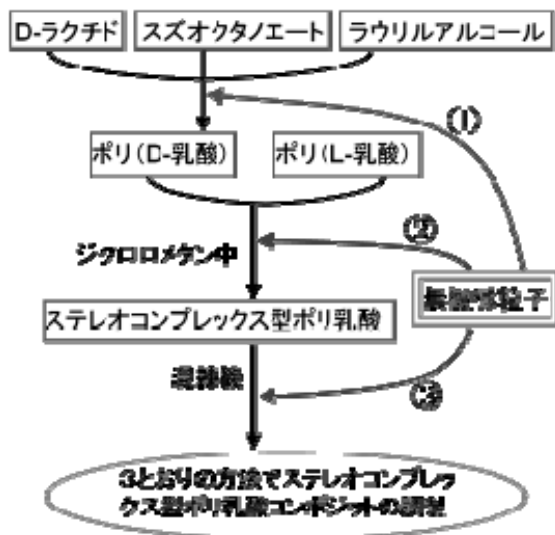 D-ラクチド
スズオクタノエート
ラウリルアルコール
(1)
ポリ(D-乳酸)
ポリ(L-乳酸)
(2)
ジクロロメタン中
粒子
ステレオコンプレックス型ポリ乳酸
(3)
3とおりの方法でステレオコンプレッ
クス型ポリ乳酸コンポジットの調製